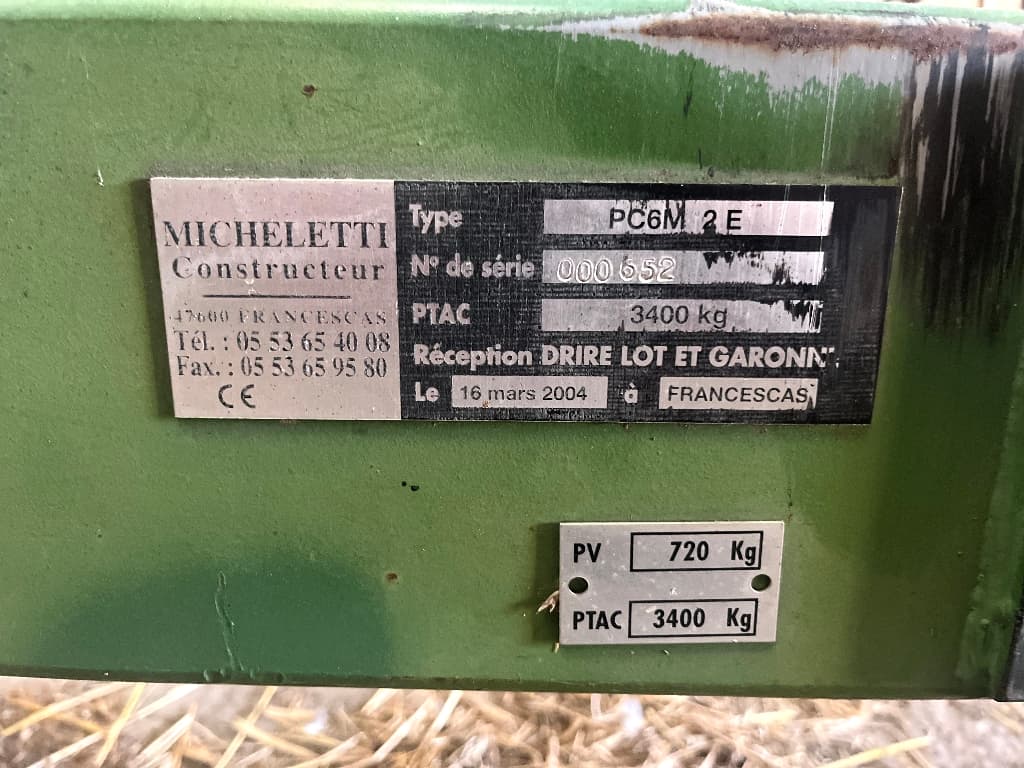 MICHELETTI
Constructeur
47600 FRANCESCAS
Tél. : 05 53 65 40 08
Fax. : 05 53 65 95 80
CE
Type PC6M 2 E
N° de série 000652
PTAC 3400 kg
Réception DRIRE LOT ET GARONNE
Le 16 mars 2004 à FRANCESCAS
PV 720 Kg
PTAC 3400 Kg